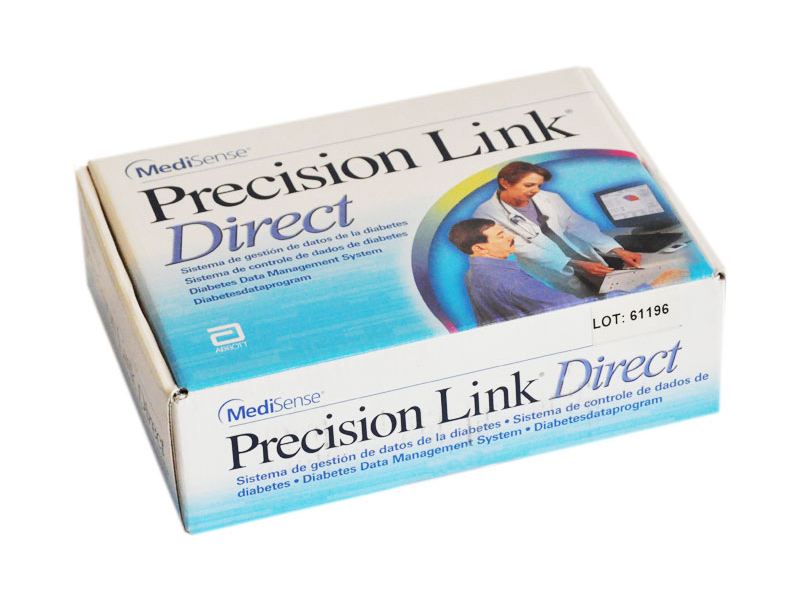 MediSense®
Precision Link®
Direct
Sistema de gestión de datos de la diabetes
Sistema de controle de dados de diabetes
Diabetes Data Management System
Diabetesdataprogram
ABBOTT
LOT: 61196
MediSense®
Precision Link® Direct
Sistema de gestión de datos de la diabetes • Sistema de controle de dados de
diabetes • Diabetes Data Management System • Diabetesdataprogram